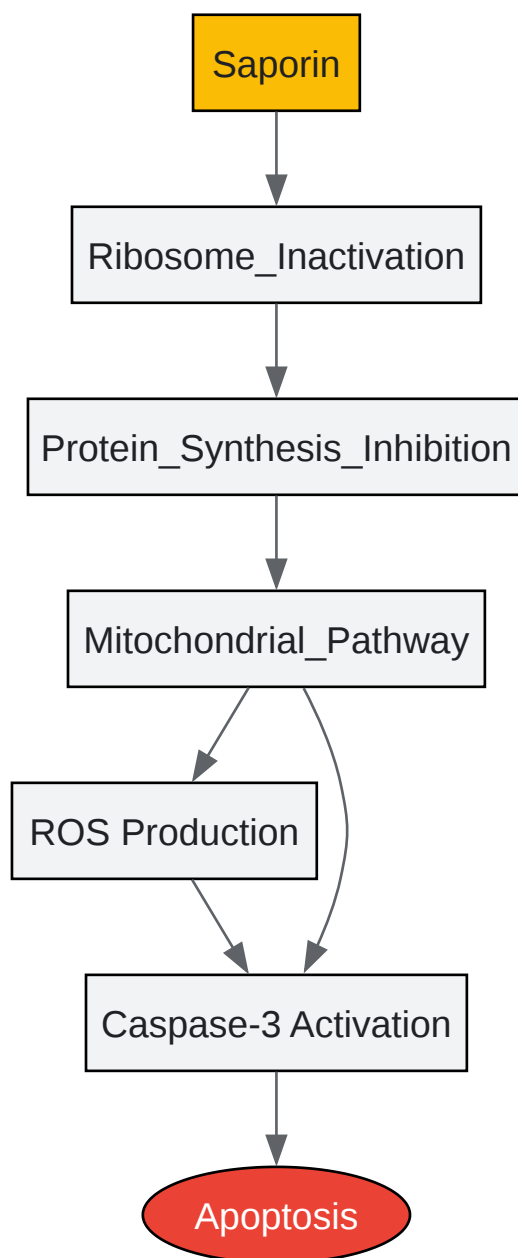 Saporin
Ribosome_Inactivation
Protein_Synthesis_Inhibition
Mitochondrial_Pathway
ROS Production
Caspase-3 Activation
Apoptosis